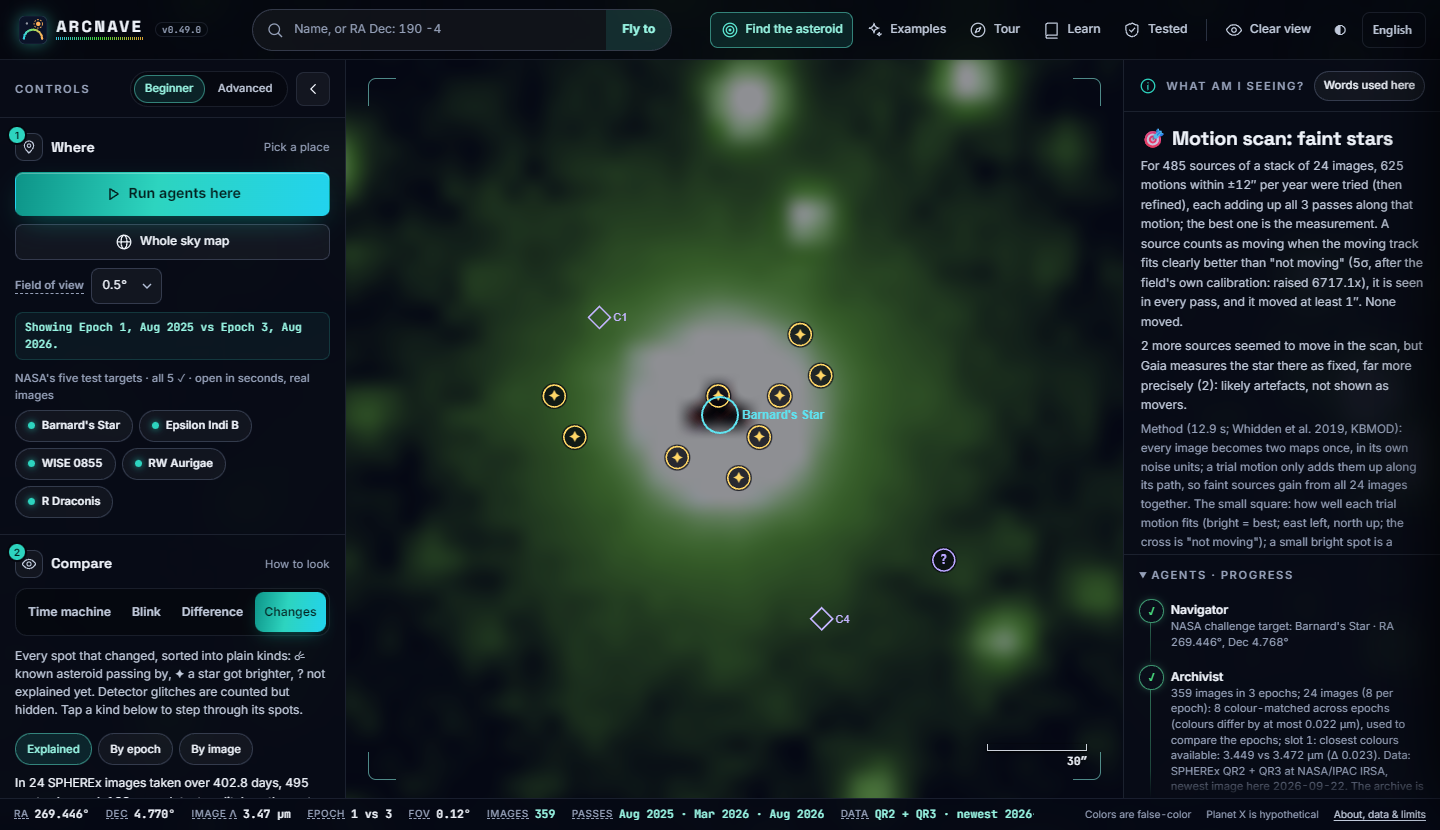 ARCNAVE v0.49.0
Name, or RA Dec: 190 -4
Fly to
Find the asteroid
Examples
Tour
Learn
Tested
Clear view
English
CONTROLS
Beginner
Advanced
1
Where
Pick a place
Run agents here
Whole sky map
Field of view
0.5°
Showing Epoch 1, Aug 2025 vs Epoch 3, Aug
2026.
NASA's five test targets · all 5 ✓ · open in seconds, real
images
Barnard's Star
Epsilon Indi B
WISE 0855
RW Aurigae
R Draconis
2
Compare
How to look
Time machine
Blink
Difference
Changes
Every spot that changed, sorted into plain kinds: ☄
known asteroid passing by, ✦ a star got brighter, ? not
explained yet. Detector glitches are counted but
hidden. Tap a kind below to step through its spots.
Explained
By epoch
By image
In 24 SPHEREx images taken over 402.8 days, 495
C1
Barnard's Star
?
C4
30″
WHAT AM I SEEING?
Words used here
Motion scan: faint stars
For 485 sources of a stack of 24 images, 625
motions within ±12″ per year were tried (then
refined), each adding up all 3 passes along that
motion; the best one is the measurement. A
source counts as moving when the moving track
fits clearly better than "not moving" (5σ, after the
field's own calibration: raised 6717.1x), it is seen
in every pass, and it moved at least 1″. None
moved.
2 more sources seemed to move in the scan, but
Gaia measures the star there as fixed, far more
precisely (2): likely artefacts, not shown as
movers.
Method (12.9 s; Whidden et al. 2019, KBMOD):
every image becomes two maps once, in its own
noise units; a trial motion only adds them up along
its path, so faint sources gain from all 24 images
together. The small square: how well each trial
motion fits (bright = best; east left, north up; the
cross is "not moving"); a small bright spot is a
▼ AGENTS · PROGRESS
Navigator
NASA challenge target: Barnard's Star · RA
269.446°, Dec 4.768°
Archivist
359 images in 3 epochs; 24 images (8 per
epoch): 8 colour-matched across epochs
(colours differ by at most 0.022 µm), used to
compare the epochs; slot 1: closest colours
available: 3.449 vs 3.472 µm (Δ 0.023). Data:
SPHEREx QR2 + QR3 at NASA/IPAC IRSA,
newest image here 2026-09-22. The archive is
RA 269.446° DEC 4.770° IMAGE Λ 3.47 µm EPOCH 1 vs 3 FOV 0.12° IMAGES 359 PASSES Aug 2025 · Mar 2026 · Aug 2026 DATA QR2 + QR3 · newest 2026
Colors are false-color
Planet X is hypothetical
About, data & limits